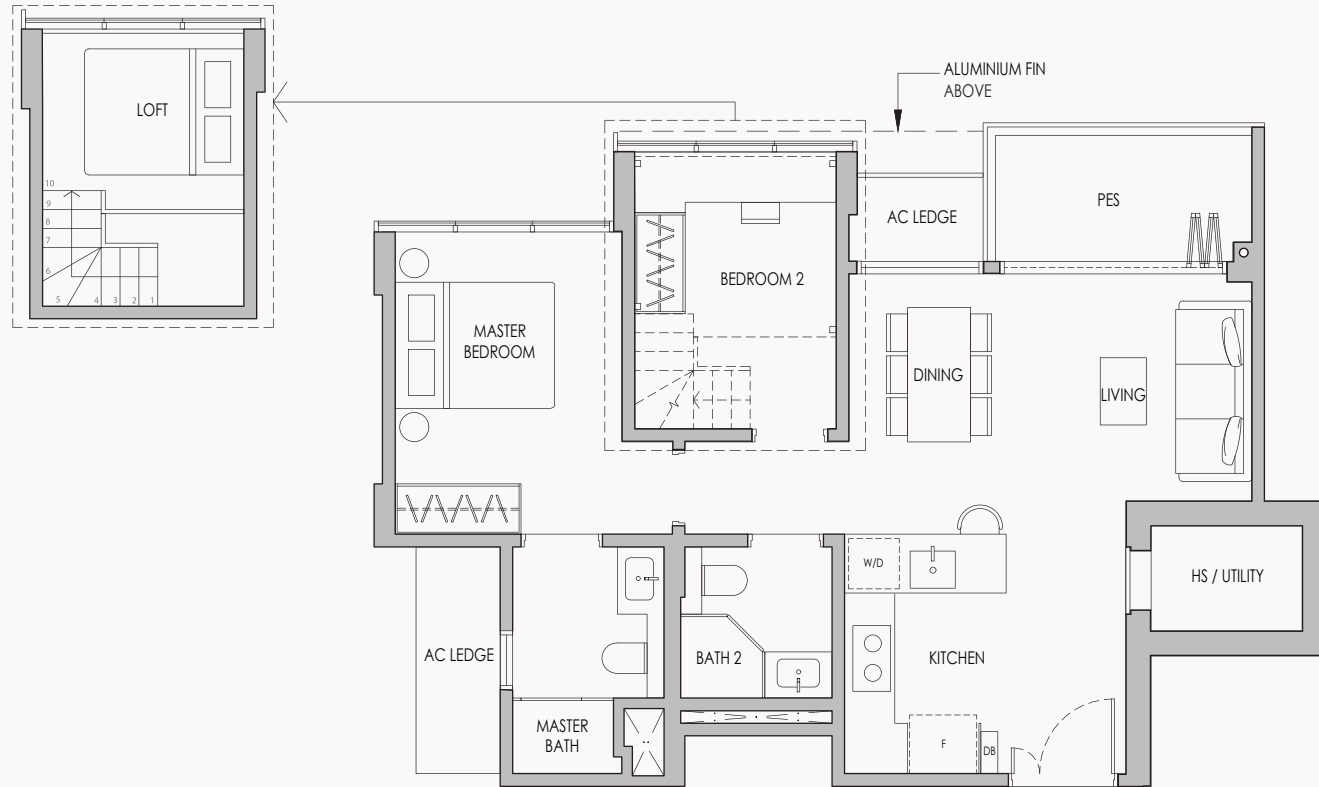 ALUMINIUM FIN
ABOVE
LOFT
10
9
8
7
6
5
4
3
2
1
AC LEDGE
PES
BEDROOM 2
MASTER
BEDROOM
DINING
LIVING
W/D
HS / UTILITY
AC LEDGE
BATH 2
KITCHEN
MASTER
BATH
F
DB